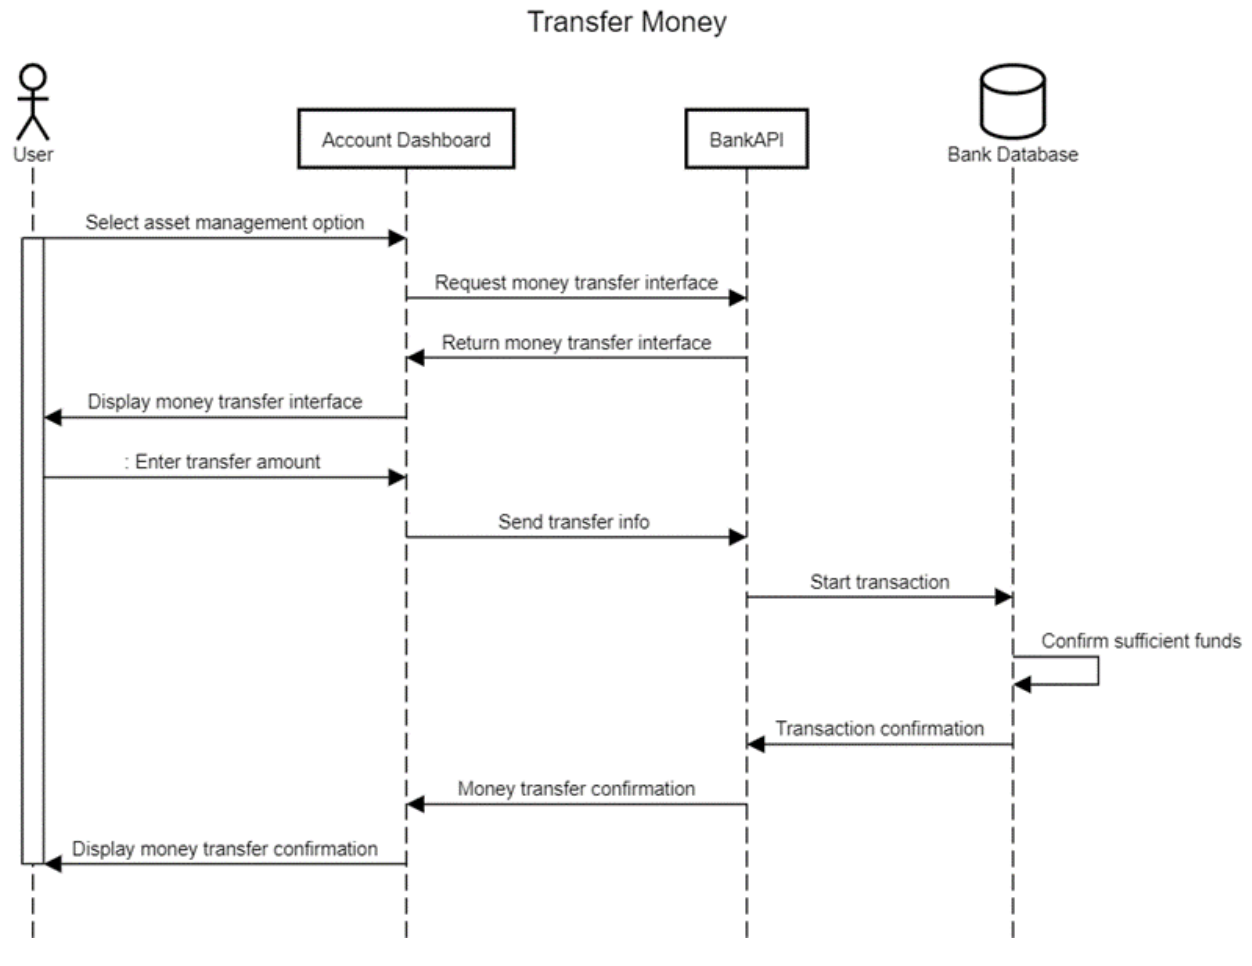 Transfer Money
User
Account Dashboard
BankAPI
Bank Database
Select asset management option
Request money transfer interface
Return money transfer interface
Display money transfer interface
: Enter transfer amount
Send transfer info
Start transaction
Confirm sufficient funds
Transaction confirmation
Money transfer confirmation
Display money transfer confirmation